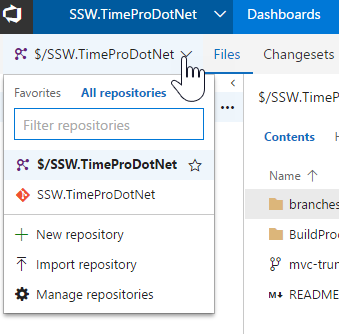 SSW.TimeProDotNet
Dashboards
$/SSW.TimeProDotNet
Files
Changesets
Favorites
All repositories
Filter repositories
$/SSW.TimeProDotNet
SSW.TimeProDotNet
New repository
Import repository
Manage repositories
...
$/SSW.TimeP
Contents
Name ↑
branches
BuildProc
mvc-trun
M↓ README